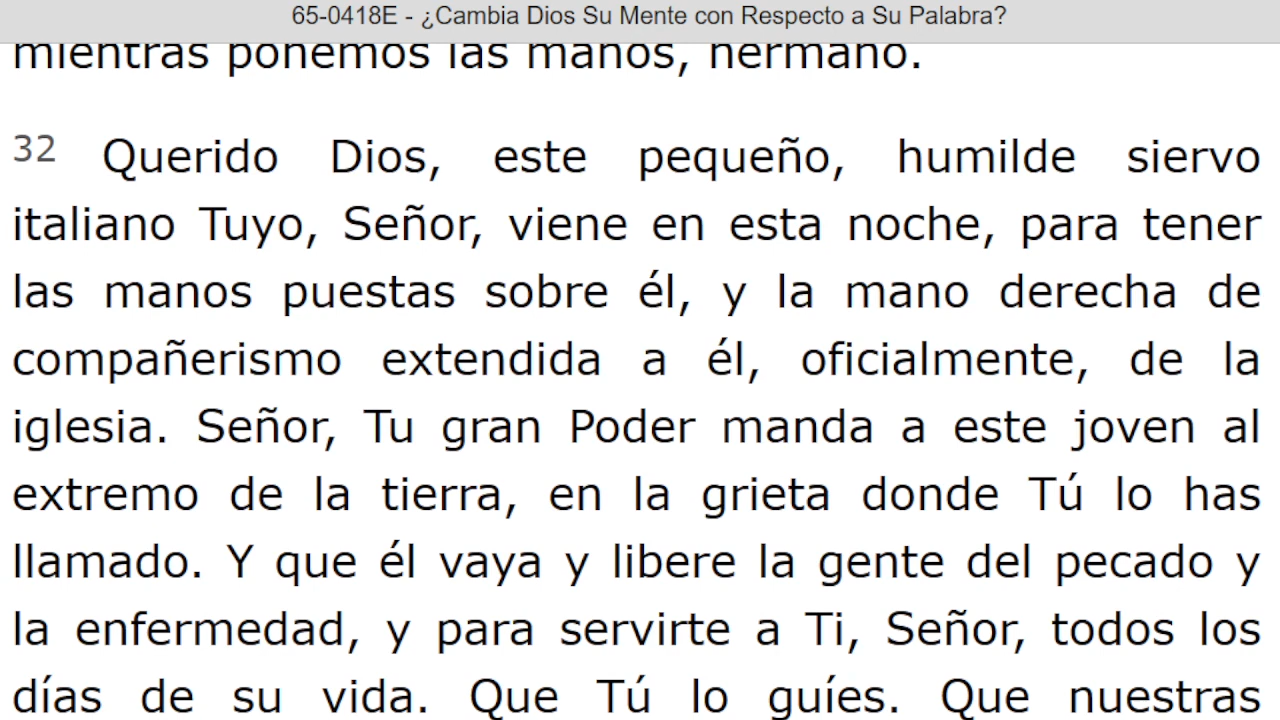 65-0418E - ¿Cambia Dios Su Mente con Respecto a Su Palabra?
mientras ponemos las manos, hermano.
32 Querido Dios, este pequeño, humilde siervo
italiano Tuyo, Señor, viene en esta noche, para tener
las manos puestas sobre él, y la mano derecha de
compañerismo extendida a él, oficialmente, de la
iglesia. Señor, Tu gran Poder manda a este joven al
extremo de la tierra, en la grieta donde Tú lo has
llamado. Y que él vaya y libere la gente del pecado y
la enfermedad, y para servirte a Ti, Señor, todos los
días de su vida. Que Tú lo guíes. Que nuestras